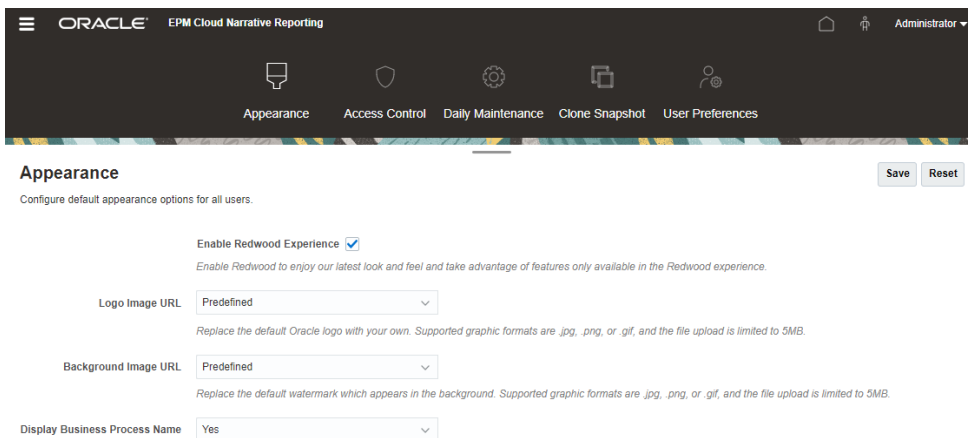 ORACLE EPM Cloud Narrative Reporting Administrator
Appearance Access Control Daily Maintenance Clone Snapshot User Preferences
Appearance Save Reset
Configure default appearance options for all users.
Enable Redwood Experience
Enable Redwood to enjoy our latest look and feel and take advantage of features only available in the Redwood experience.
Logo Image URL Predefined
Replace the default Oracle logo with your own. Supported graphic formats are .jpg, .png, or .gif, and the file upload is limited to 5MB.
Background Image URL Predefined
Replace the default watermark which appears in the background. Supported graphic formats are .jpg, .png, or .gif, and the file upload is limited to 5MB.
Display Business Process Name Yes